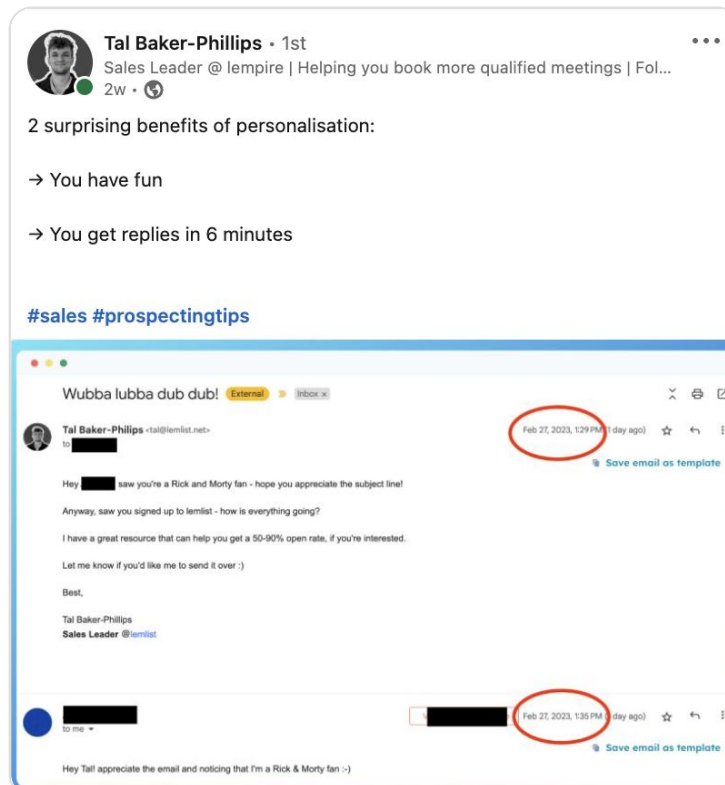 Tal Baker-Phillips • 1st
Sales Leader @ lempire | Helping you book more qualified meetings | Fol...
2w •
2 surprising benefits of personalisation:
→ You have fun
→ You get replies in 6 minutes
#sales #prospectingtips
Wubba lubba dub dub! External Inbox x
Tal Baker-Philips <tal@lemlist.net> Feb 27, 2023, 1:29 PM (1 day ago)
to
Save email as template
Hey saw you're a Rick and Morty fan - hope you appreciate the subject line!
Anyway, saw you signed up to lemlist - how is everything going?
I have a great resource that can help you get a 50-90% open rate, if you're interested.
Let me know if you'd like me to send it over :)
Best,
Tal Baker-Phillips
Sales Leader @lemlist
Feb 27, 2023, 1:35 PM day ago)
to me
Save email as template
Hey Tal! appreciate the email and noticing that I'm a Rick & Morty fan :-)